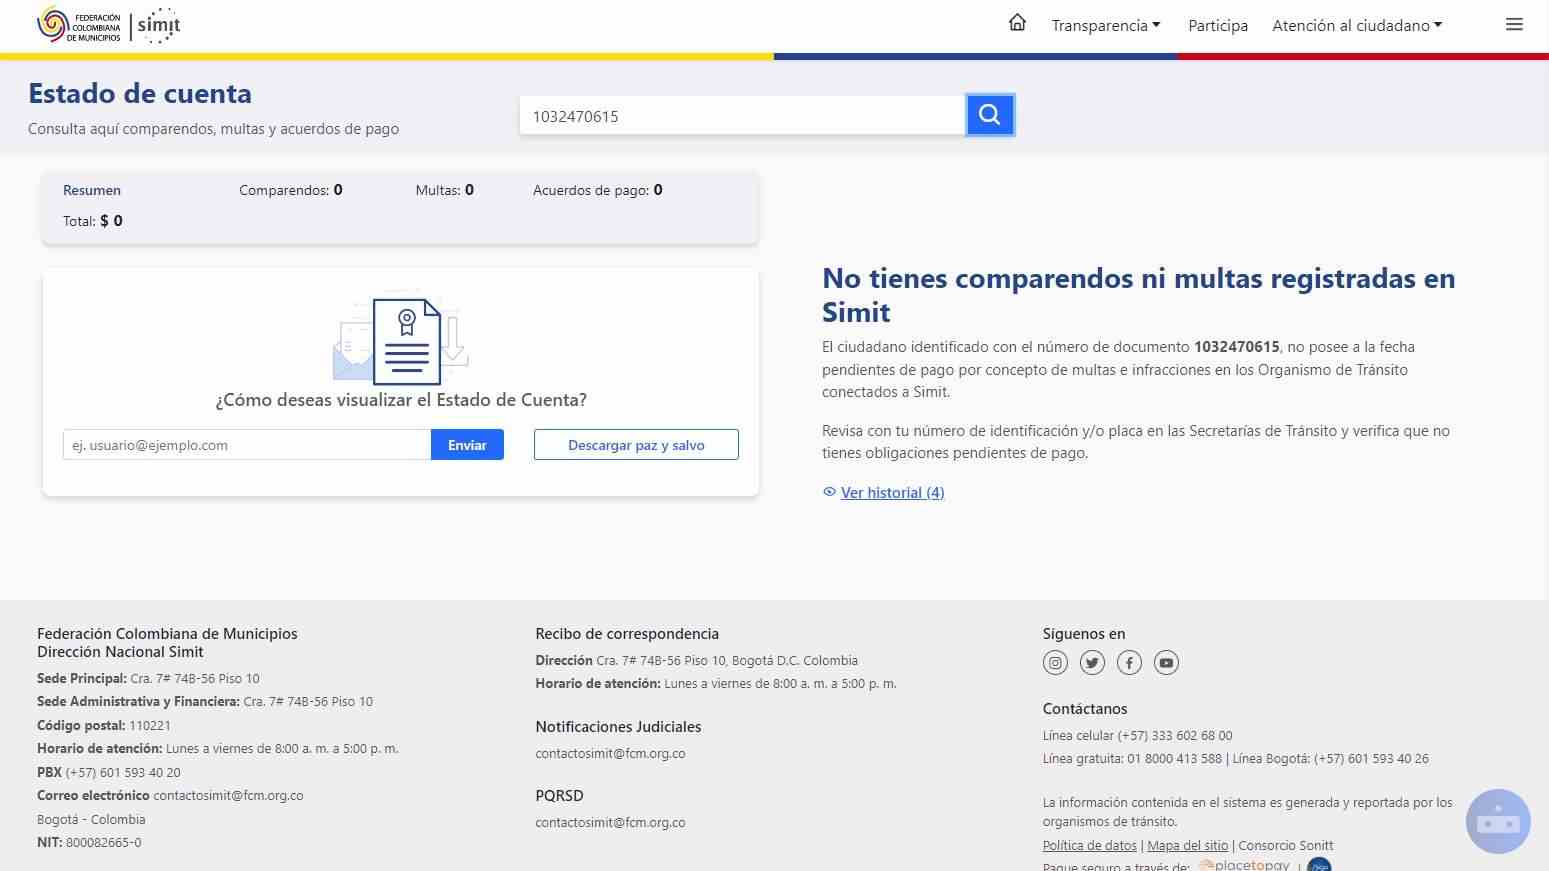 FEDERACIÓN
COLOMBIANA
DE MUNICIPIOS
simit
Transparencia
Participa
Atención al ciudadano
Estado de cuenta
Consulta aquí comparendos, multas y acuerdos de pago
1032470615
Resumen
Comparendos: 0
Multas: 0
Acuerdos de pago: 0
Total: $ 0
¿Cómo deseas visualizar el Estado de Cuenta?
ej. usuario@ejemplo.com
Enviar
Descargar paz y salvo
No tienes comparendos ni multas registradas en
Simit
El ciudadano identificado con el número de documento 1032470615, no posee a la fecha
pendientes de pago por concepto de multas e infracciones en los Organismo de Tránsito
conectados a Simit.
Revisa con tu número de identificación y/o placa en las Secretarías de Tránsito y verifica que no
tienes obligaciones pendientes de pago.
Ver historial (4)
Federación Colombiana de Municipios
Dirección Nacional Simit
Sede Principal: Cra. 7# 74B-56 Piso 10
Sede Administrativa y Financiera: Cra. 7# 74B-56 Piso 10
Código postal: 110221
Horario de atención: Lunes a viernes de 8:00 a. m. a 5:00 p. m.
PBX (+57) 601 593 40 20
Correo electrónico contactosimit@fcm.org.co
Bogotá - Colombia
NIT: 800082665-0
Recibo de correspondencia
Dirección Cra. 7# 74B-56 Piso 10, Bogotá D.C. Colombia
Horario de atención: Lunes a viernes de 8:00 a. m. a 5:00 p. m.
Notificaciones Judiciales
contactosimit@fcm.org.co
PQRSD
contactosimit@fcm.org.co
Síguenos en
Contáctanos
Línea celular (+57) 333 602 68 00
Línea gratuita: 01 8000 413 588 | Línea Bogotá: (+57) 601 593 40 26
La información contenida en el sistema es generada y reportada por los
organismos de tránsito.
Política de datos | Mapa del sitio | Consorcio Sonitt
Pague seguro a través de: placetopay | pse